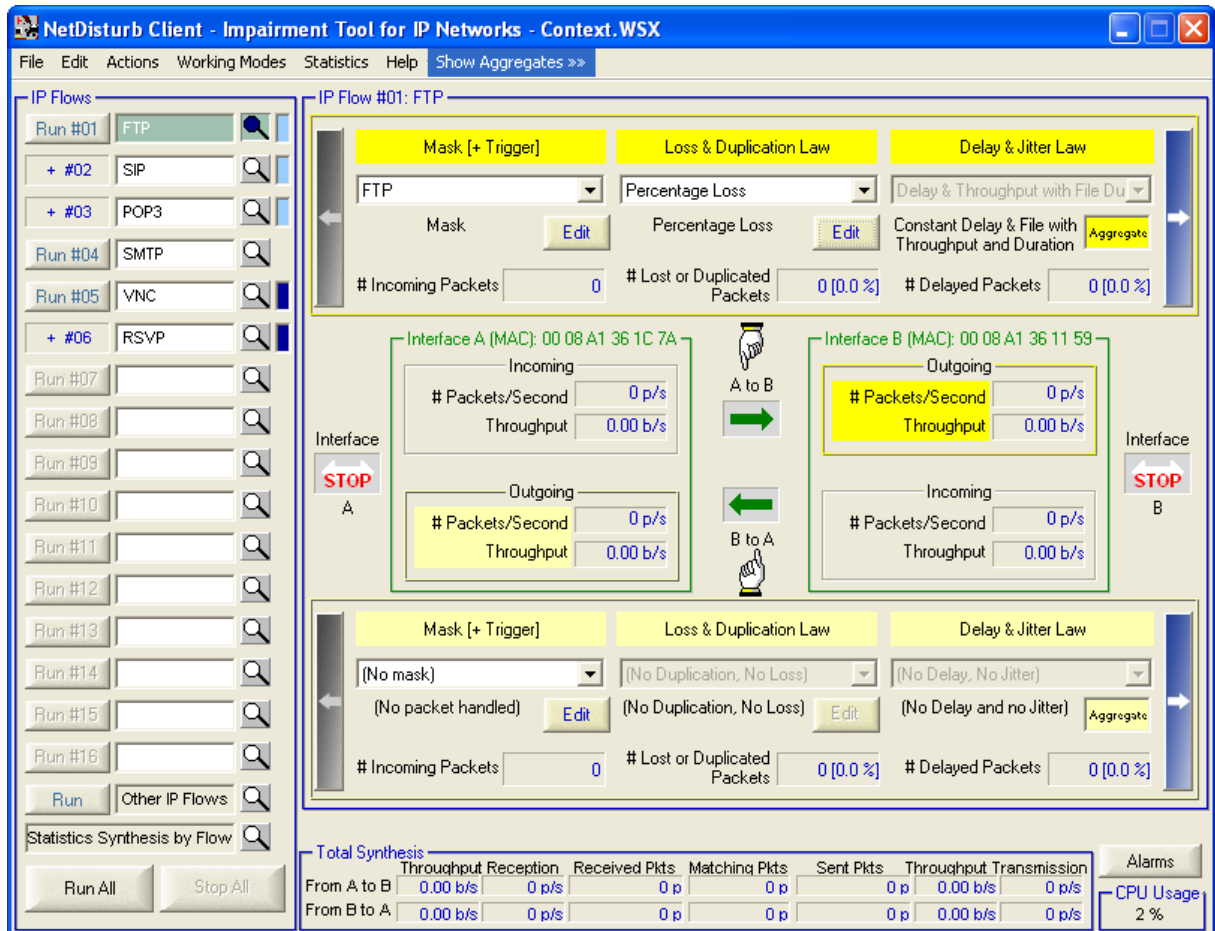 NetDisturb Client - Impairment Tool for IP Networks - Context.WSX
File Edit Actions Working Modes Statistics Help Show Aggregates »»
IP Flows
Run #01 FTP
+ #02 SIP
+ #03 POP3
Run #04 SMTP
Run #05 VNC
+ #06 RSVP
Run #07
Run #08
Run #09
Run #10
Run #11
Run #12
Run #13
Run #14
Run #15
Run #16
Run Other IP Flows
Statistics Synthesis by Flow
Run All Stop All
IP Flow #01: FTP
Mask [+ Trigger] Loss & Duplication Law Delay & Jitter Law
FTP Percentage Loss Delay & Throughput with File Du
Mask Edit Percentage Loss Edit Constant Delay & File with
Throughput and Duration Aggregate
# Incoming Packets 0 # Lost or Duplicated
Packets 0 [0.0 %] # Delayed Packets 0 [0.0 %]
Interface A (MAC): 00 08 A1 36 1C 7A
Incoming
# Packets/Second 0 p/s
Throughput 0.00 b/s
Outgoing
# Packets/Second 0 p/s
Throughput 0.00 b/s
Interface
STOP
A
A to B
B to A
Interface B (MAC): 00 08 A1 36 11 59
Outgoing
# Packets/Second 0 p/s
Throughput 0.00 b/s
Incoming
# Packets/Second 0 p/s
Throughput 0.00 b/s
Interface
STOP
B
Mask [+ Trigger] Loss & Duplication Law Delay & Jitter Law
(No mask) (No Duplication, No Loss) (No Delay, No Jitter)
(No packet handled) Edit (No Duplication, No Loss) Edit (No Delay and no Jitter) Aggregate
# Incoming Packets 0 # Lost or Duplicated
Packets 0 [0.0 %] # Delayed Packets 0 [0.0 %]
Total Synthesis
Throughput Reception Received Pkts Matching Pkts Sent Pkts Throughput Transmission
From A to B 0.00 b/s 0 p/s 0 p 0 p 0 p 0.00 b/s 0 p/s
From B to A 0.00 b/s 0 p/s 0 p 0 p 0 p 0.00 b/s 0 p/s
Alarms
CPU Usage
2 %